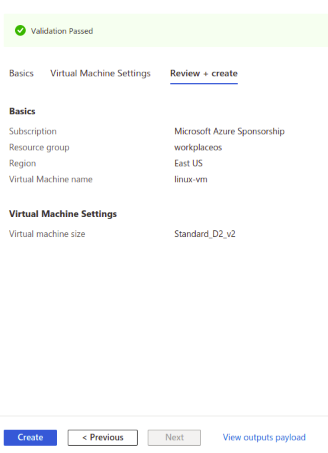 Validation Passed
Basics Virtual Machine Settings Review + create
Basics
Subscription Microsoft Azure Sponsorship
Resource group workplaceos
Region East US
Virtual Machine name linux-vm
Virtual Machine Settings
Virtual machine size Standard_D2_v2
Create < Previous Next View outputs payload